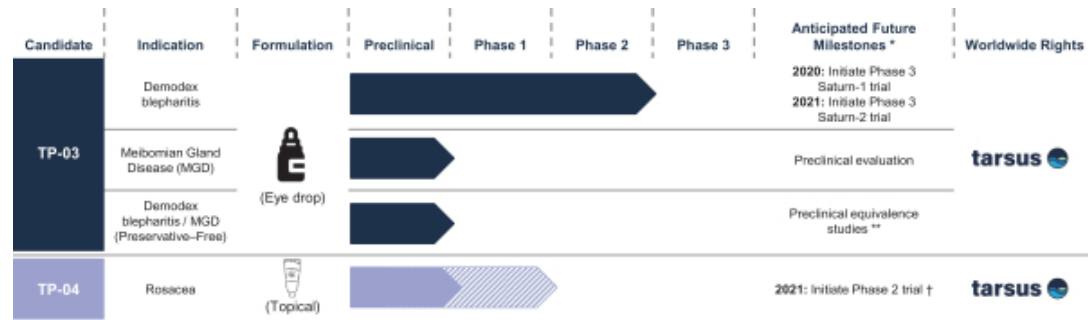 Candidate
Indication
Formulation
Preclinical
Phase 1
Phase 2
Phase 3
Anticipated Future
Milestones *
Worldwide Rights
TP-03
Demodex
blepharitis
2020: Initiate Phase 3
Saturn-1 trial
2021: Initiate Phase 3
Saturn-2 trial
Meibomian Gland
Disease (MGD)
(Eye drop)
Preclinical evaluation
tarsus
Demodex
blepharitis / MGD
(Preservative–Free)
Preclinical equivalence
studies **
TP-04
Rosacea
(Topical)
2021: Initiate Phase 2 trial †
tarsus